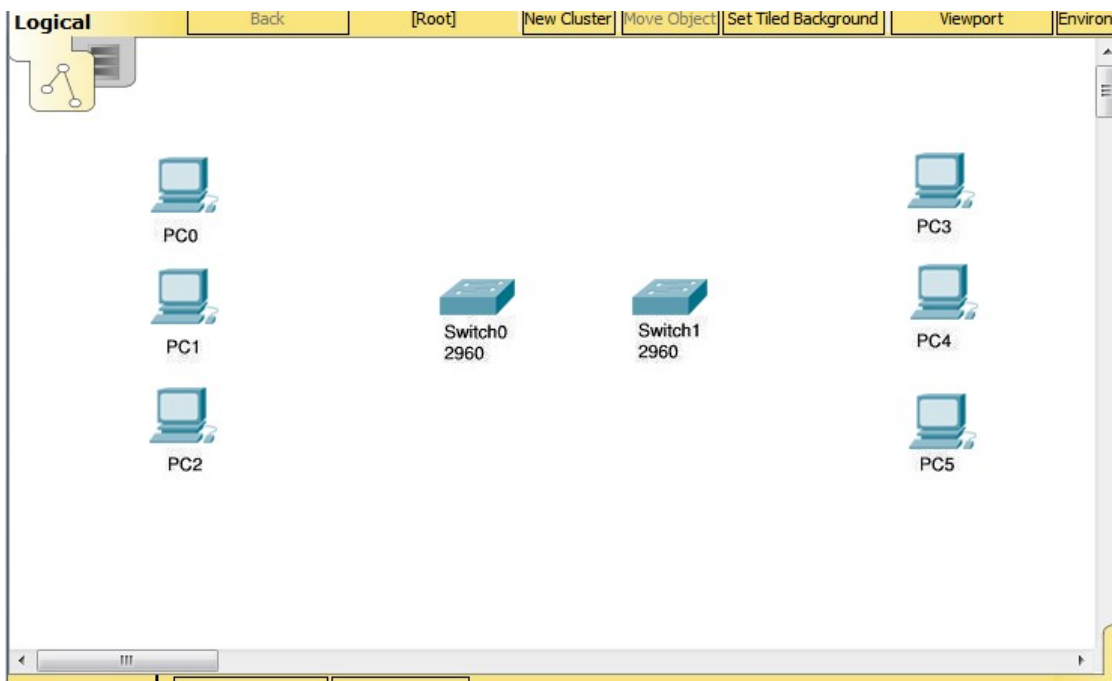 Logical
Back
[Root]
New Cluster
Move Object
Set Tiled Background
Viewport
Environ
PC0
PC1
PC2
Switch0
2960
Switch1
2960
PC3
PC4
PC5